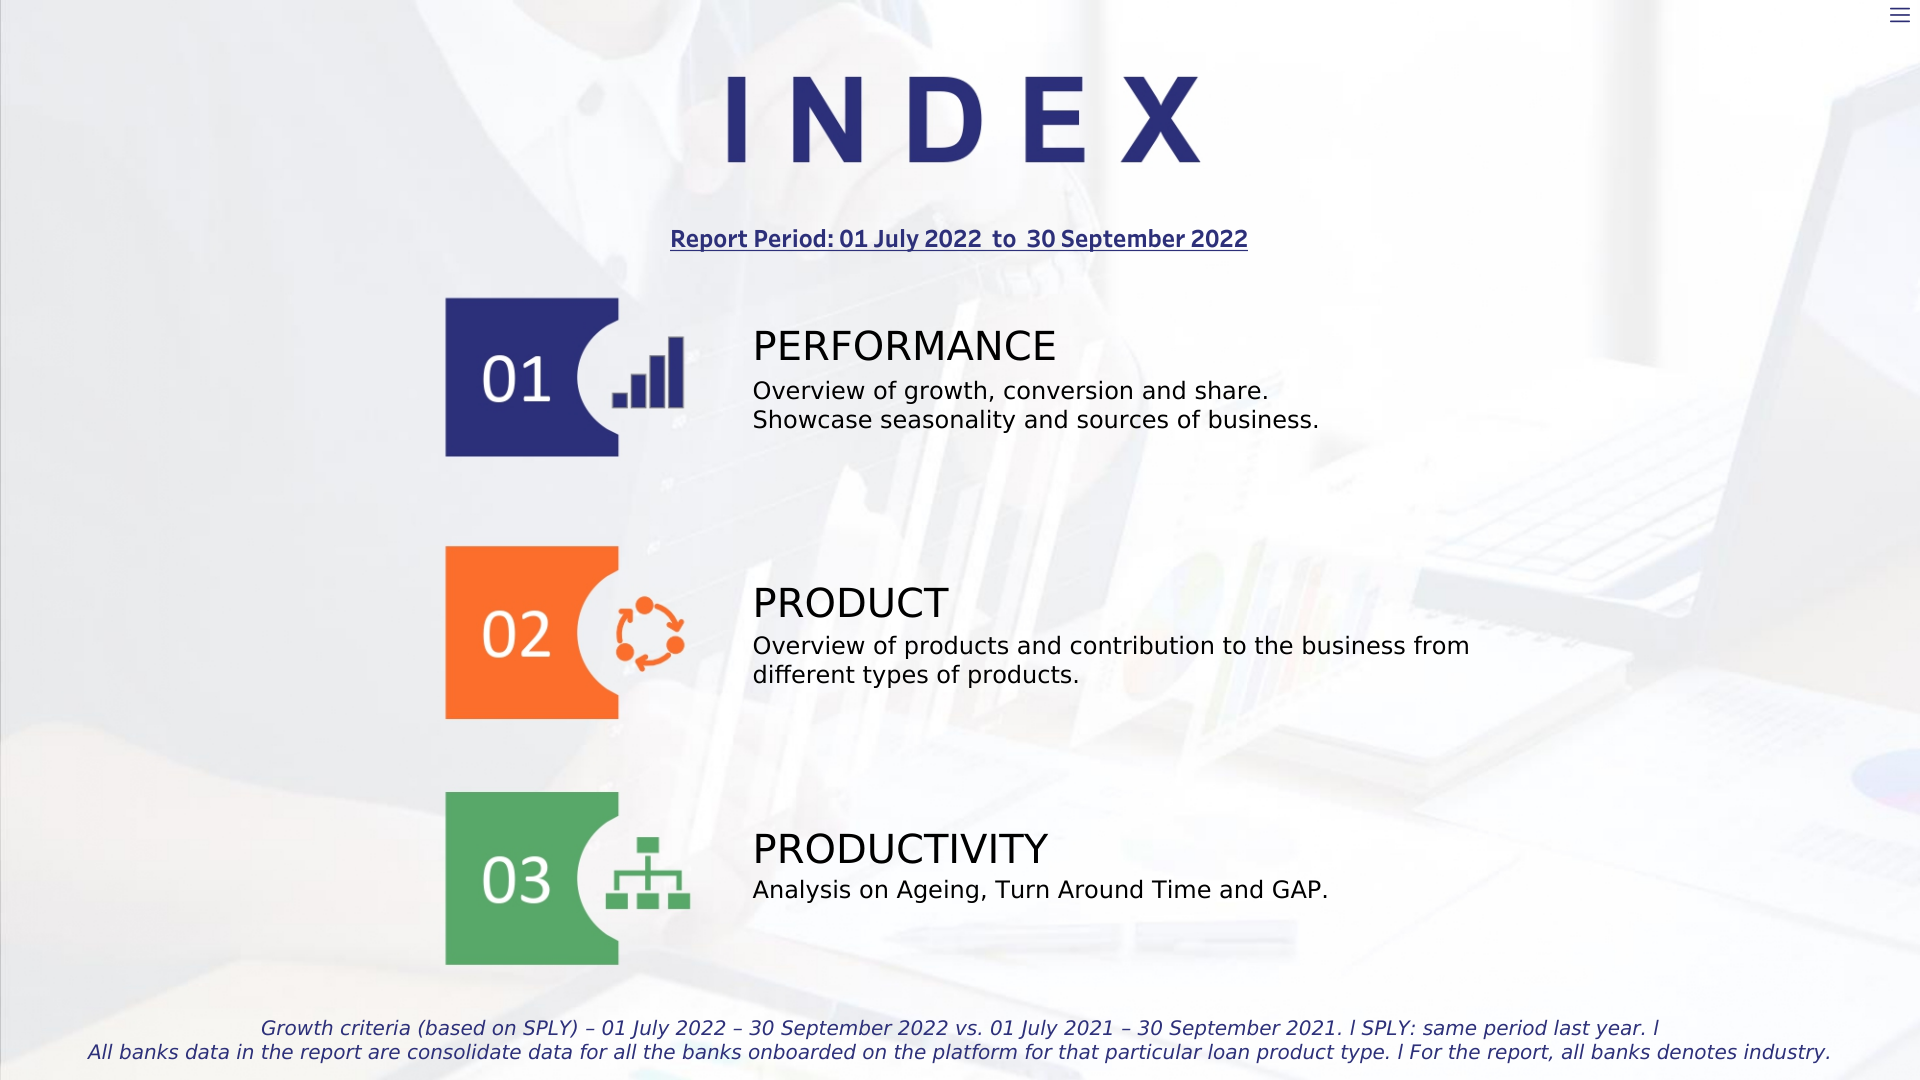 INDEX
Report Period: 01 July 2022 to 30 September 2022
01
PERFORMANCE
Overview of growth, conversion and share.
Showcase seasonality and sources of business.
02
PRODUCT
Overview of products and contribution to the business from
different types of products.
03
PRODUCTIVITY
Analysis on Ageing, Turn Around Time and GAP.
Growth criteria (based on SPLY) – 01 July 2022 – 30 September 2022 vs. 01 July 2021 – 30 September 2021. l SPLY: same period last year. l
All banks data in the report are consolidate data for all the banks onboarded on the platform for that particular loan product type. l For the report, all banks denotes industry.